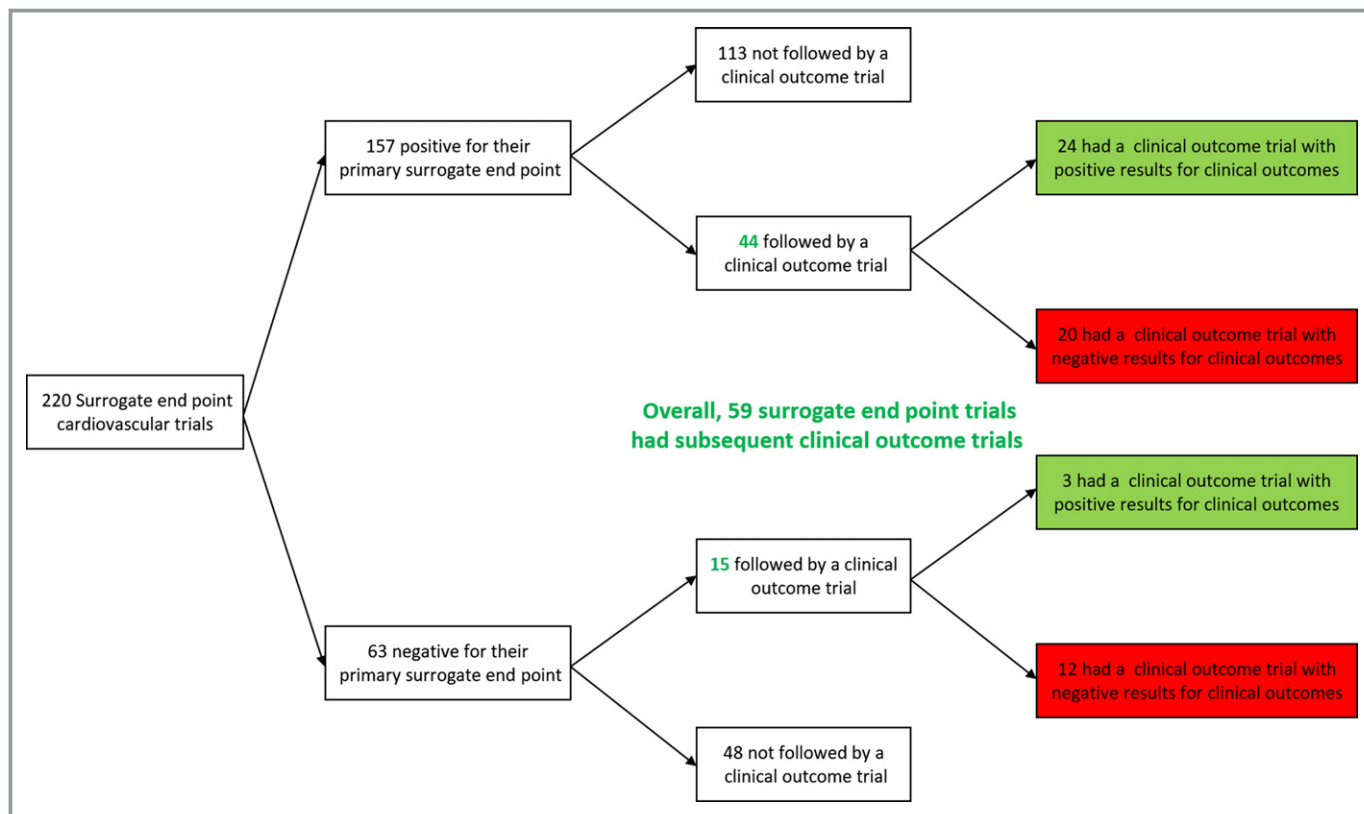 113 not followed by a
clinical outcome trial
157 positive for their
primary surrogate end point
24 had a clinical outcome trial with
positive results for clinical outcomes
44 followed by a
clinical outcome trial
20 had a clinical outcome trial with
negative results for clinical outcomes
220 Surrogate end point
cardiovascular trials
Overall, 59 surrogate end point trials
had subsequent clinical outcome trials
3 had a clinical outcome trial with
positive results for clinical outcomes
15 followed by a clinical
outcome trial
63 negative for their
primary surrogate end point
12 had a clinical outcome trial with
negative results for clinical outcomes
48 not followed by a
clinical outcome trial